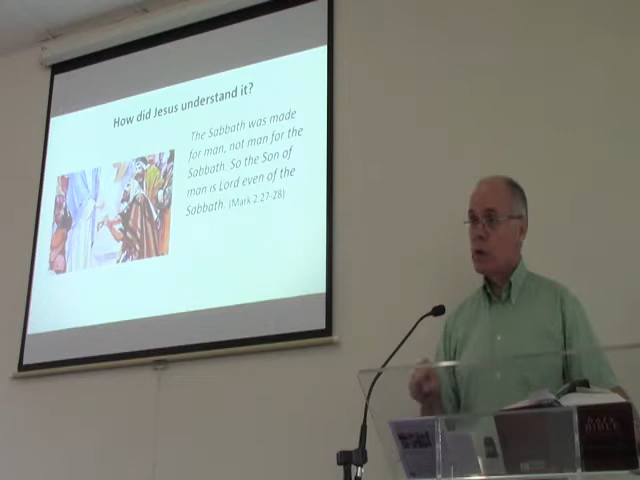 How did Jesus understand it?
The Sabbath was made
for man, not man for the
Sabbath. So the Son of
man is Lord even of the
Sabbath. (Mark 2.27-28)
HOLY
BIBLE